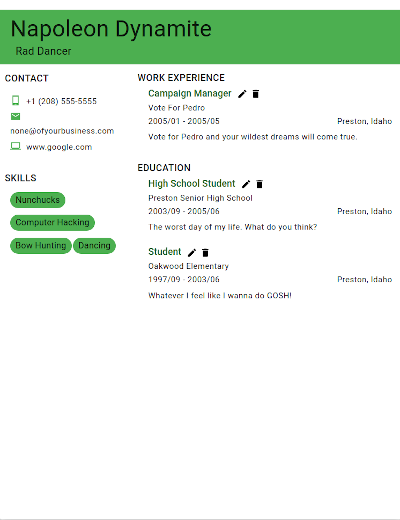 Napoleon Dynamite
Rad Dancer
CONTACT
+1 (208) 555-5555
none@ofyourbusiness.com
www.google.com
SKILLS
Nunchucks
Computer Hacking
Bow Hunting Dancing
WORK EXPERIENCE
Campaign Manager
Vote For Pedro
2005/01 - 2005/05 Preston, Idaho
Vote for Pedro and your wildest dreams will come true.
EDUCATION
High School Student
Preston Senior High School
2003/09 - 2005/06 Preston, Idaho
The worst day of my life. What do you think?
Student
Oakwood Elementary
1997/09 - 2003/06 Preston, Idaho
Whatever I feel like I wanna do GOSH!